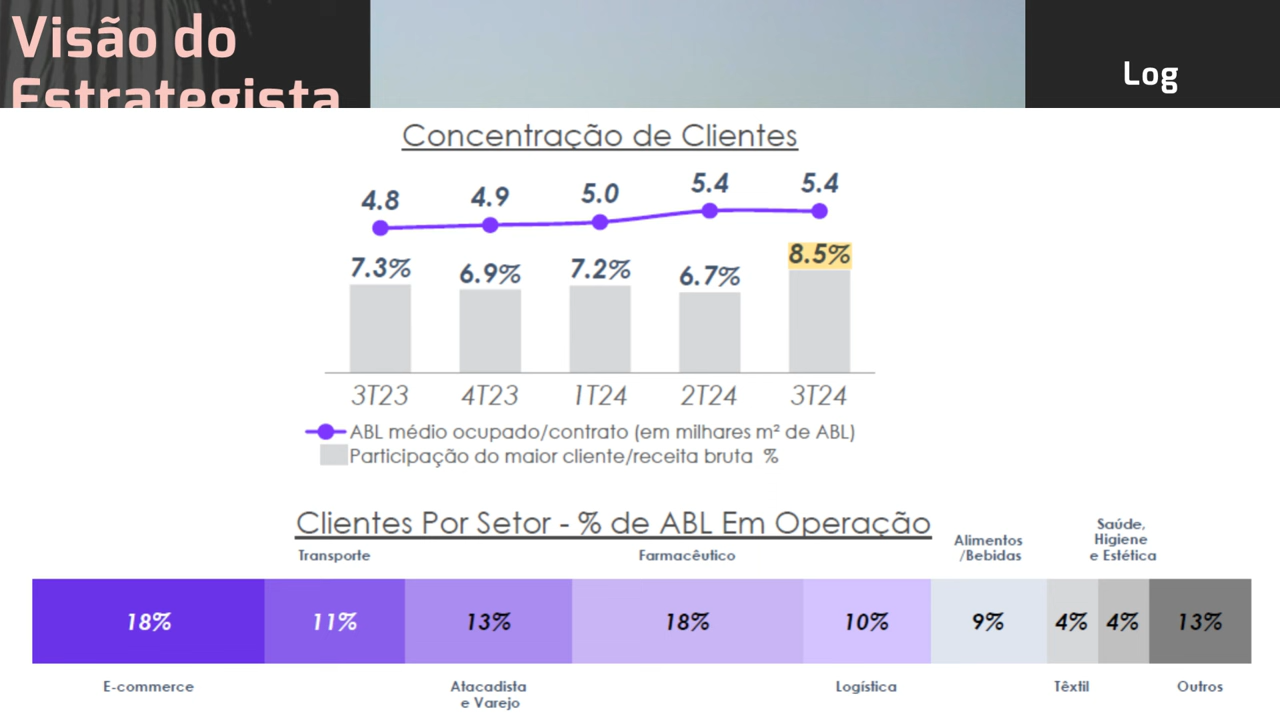 Visão do
Estrategista
Log
Concentração de Clientes
4.8 4.9 5.0 5.4 5.4
7.3% 6.9% 7.2% 6.7% 8.5%
3T23 4T23 1T24 2T24 3T24
ABL médio ocupado/contrato (em milhares m² de ABL)
Participação do maior cliente/receita bruta %
Clientes Por Setor - % de ABL Em Operação
Transporte
Farmacêutico
Alimentos
/Bebidas
Saúde,
Higiene
e Estética
18% 11% 13% 18% 10% 9% 4% 4% 13%
E-commerce
Atacadista
e Varejo
Logística
Têxtil
Outros